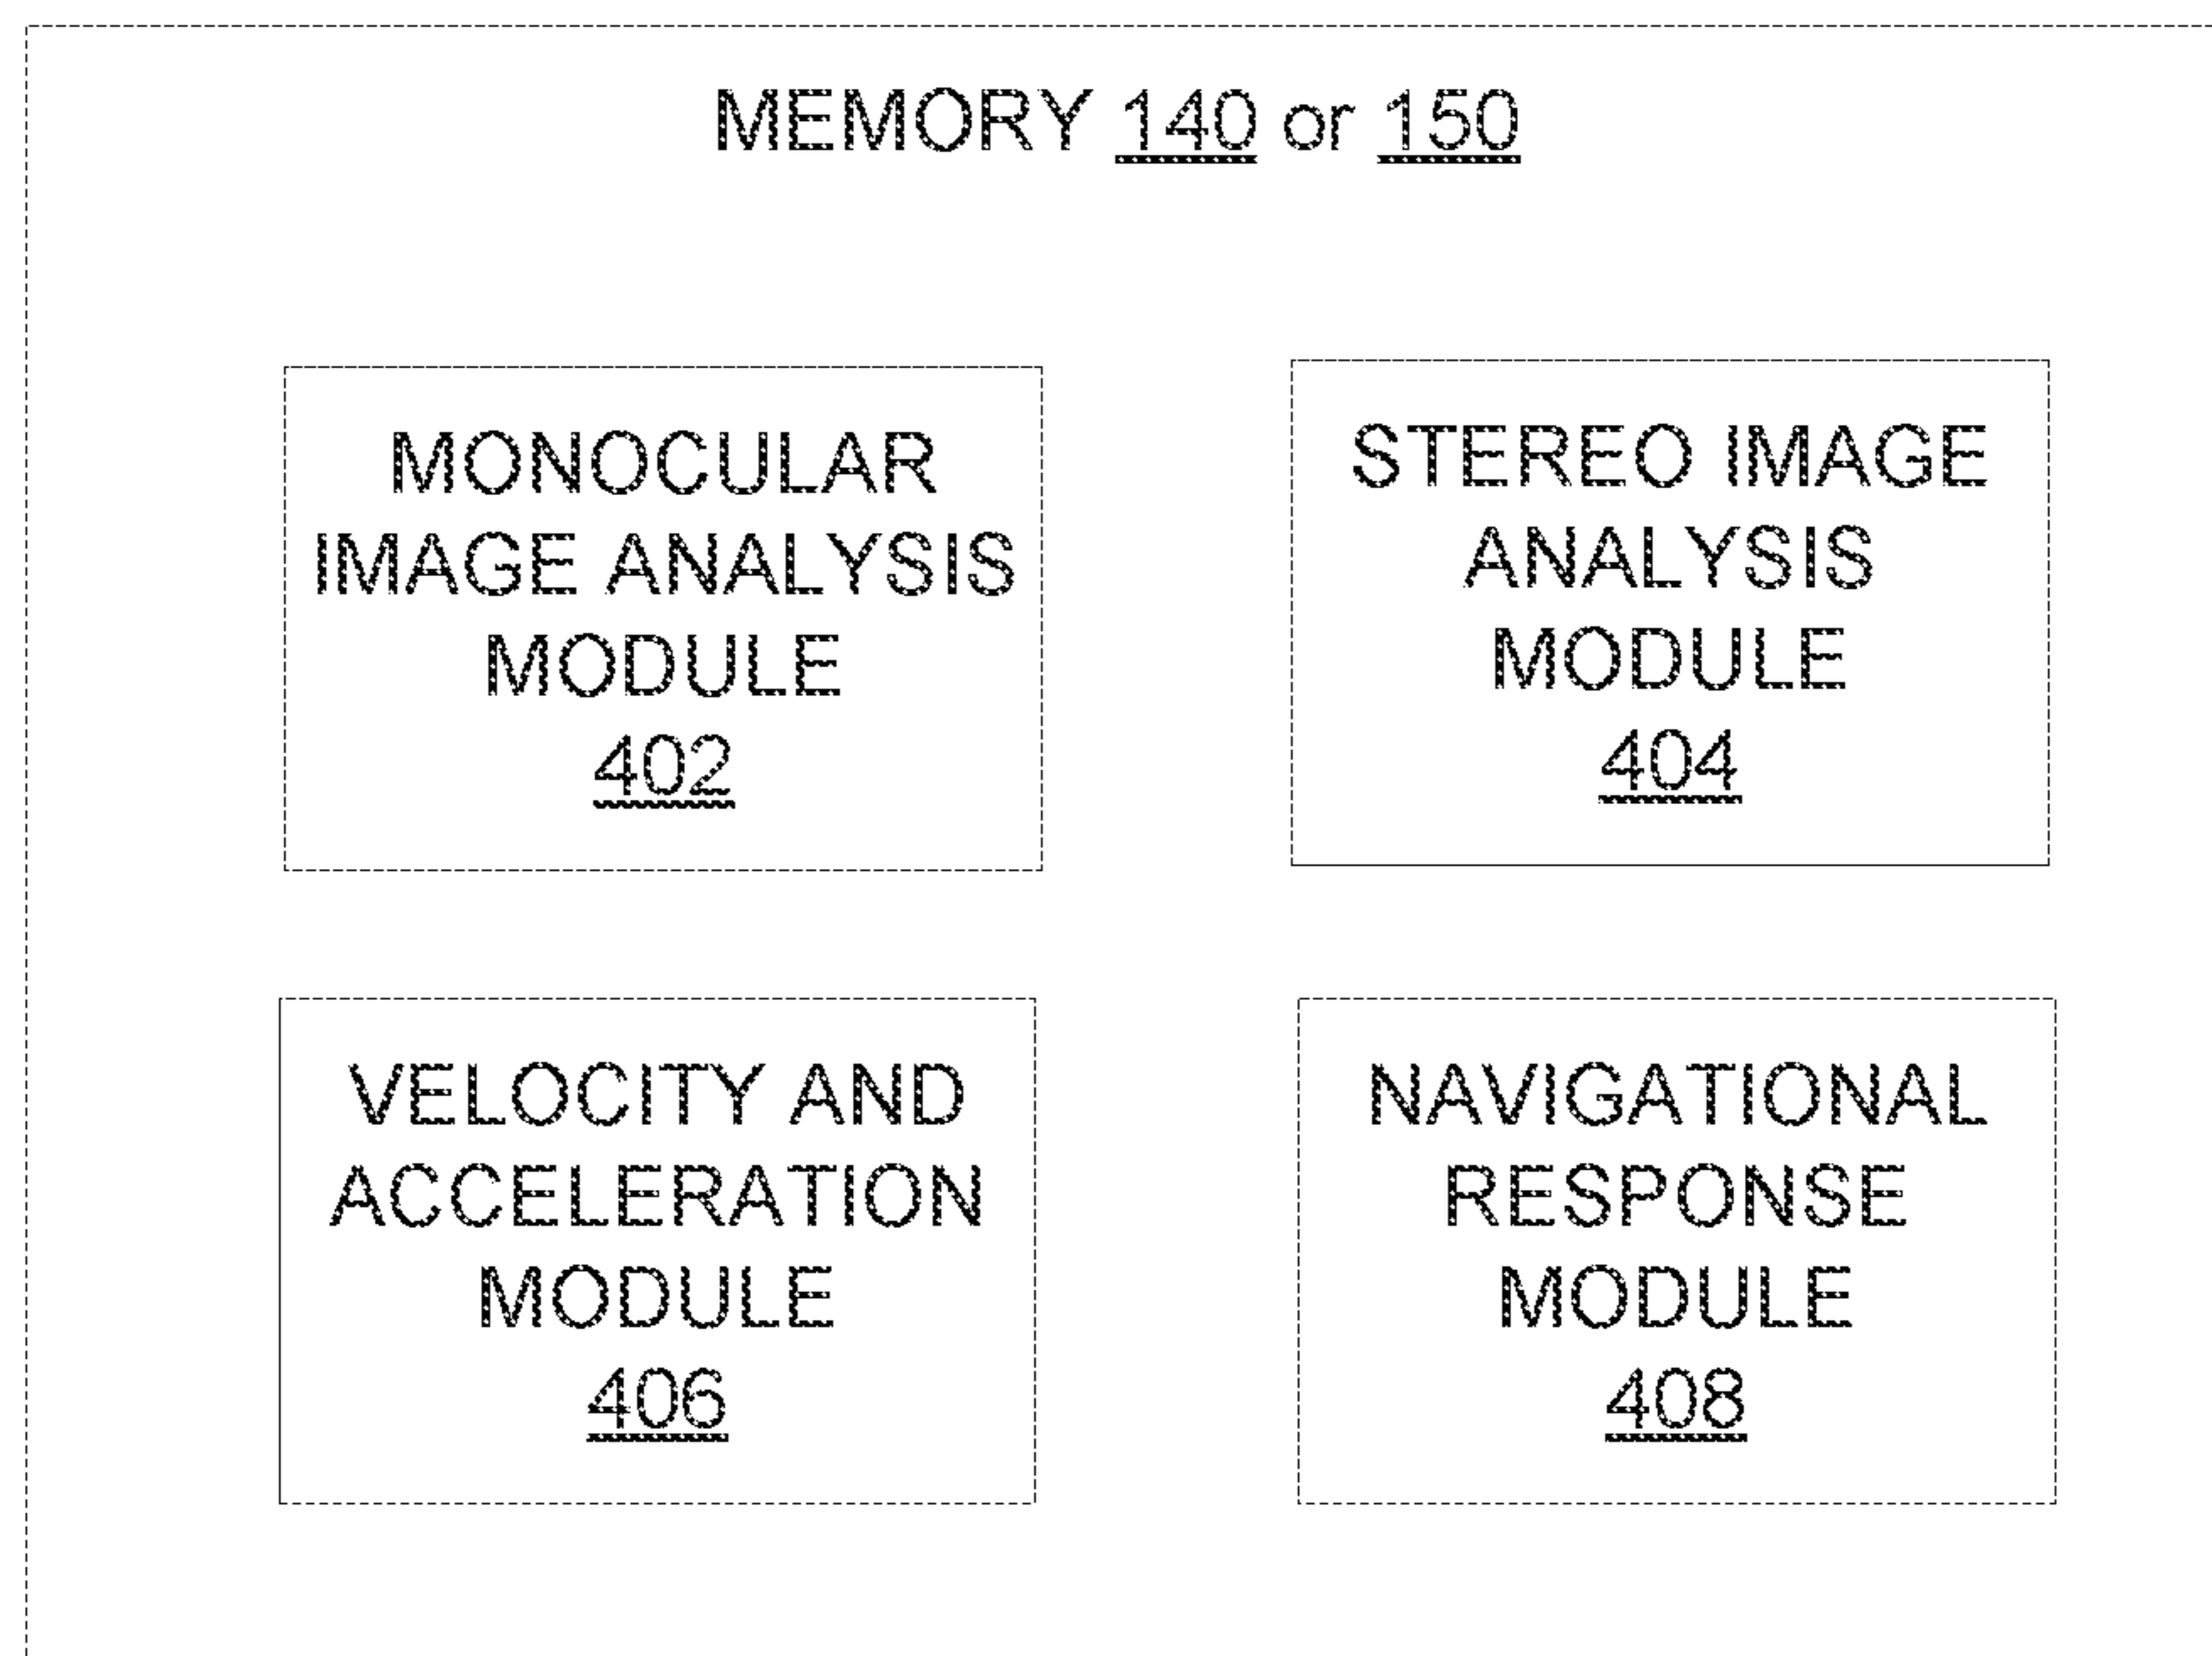 MEMORY 140 or 150
MONOCULAR
IMAGE ANALYSIS
MODULE
402
STEREO IMAGE
ANALYSIS
MODULE
404
VELOCITY AND
ACCELERATION
MODULE
406
NAVIGATIONAL
RESPONSE
MODULE
408